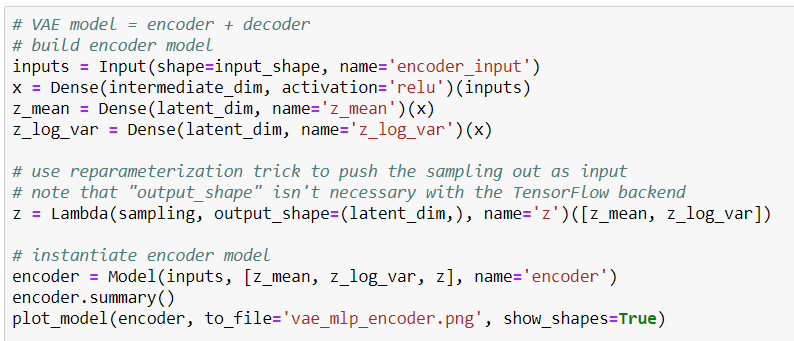 # VAE model = encoder + decoder
# build encoder model
inputs = Input(shape=input_shape, name='encoder_input')
x = Dense(intermediate_dim, activation='relu')(inputs)
z_mean = Dense(latent_dim, name='z_mean')(x)
z_log_var = Dense(latent_dim, name='z_log_var')(x)
# use reparameterization trick to push the sampling out as input
# note that "output_shape" isn't necessary with the TensorFlow backend
z = Lambda(sampling, output_shape=(latent_dim,), name='z')([z_mean, z_log_var])
# instantiate encoder model
encoder = Model(inputs, [z_mean, z_log_var, z], name='encoder')
encoder.summary()
plot_model(encoder, to_file='vae_mlp_encoder.png', show_shapes=True)